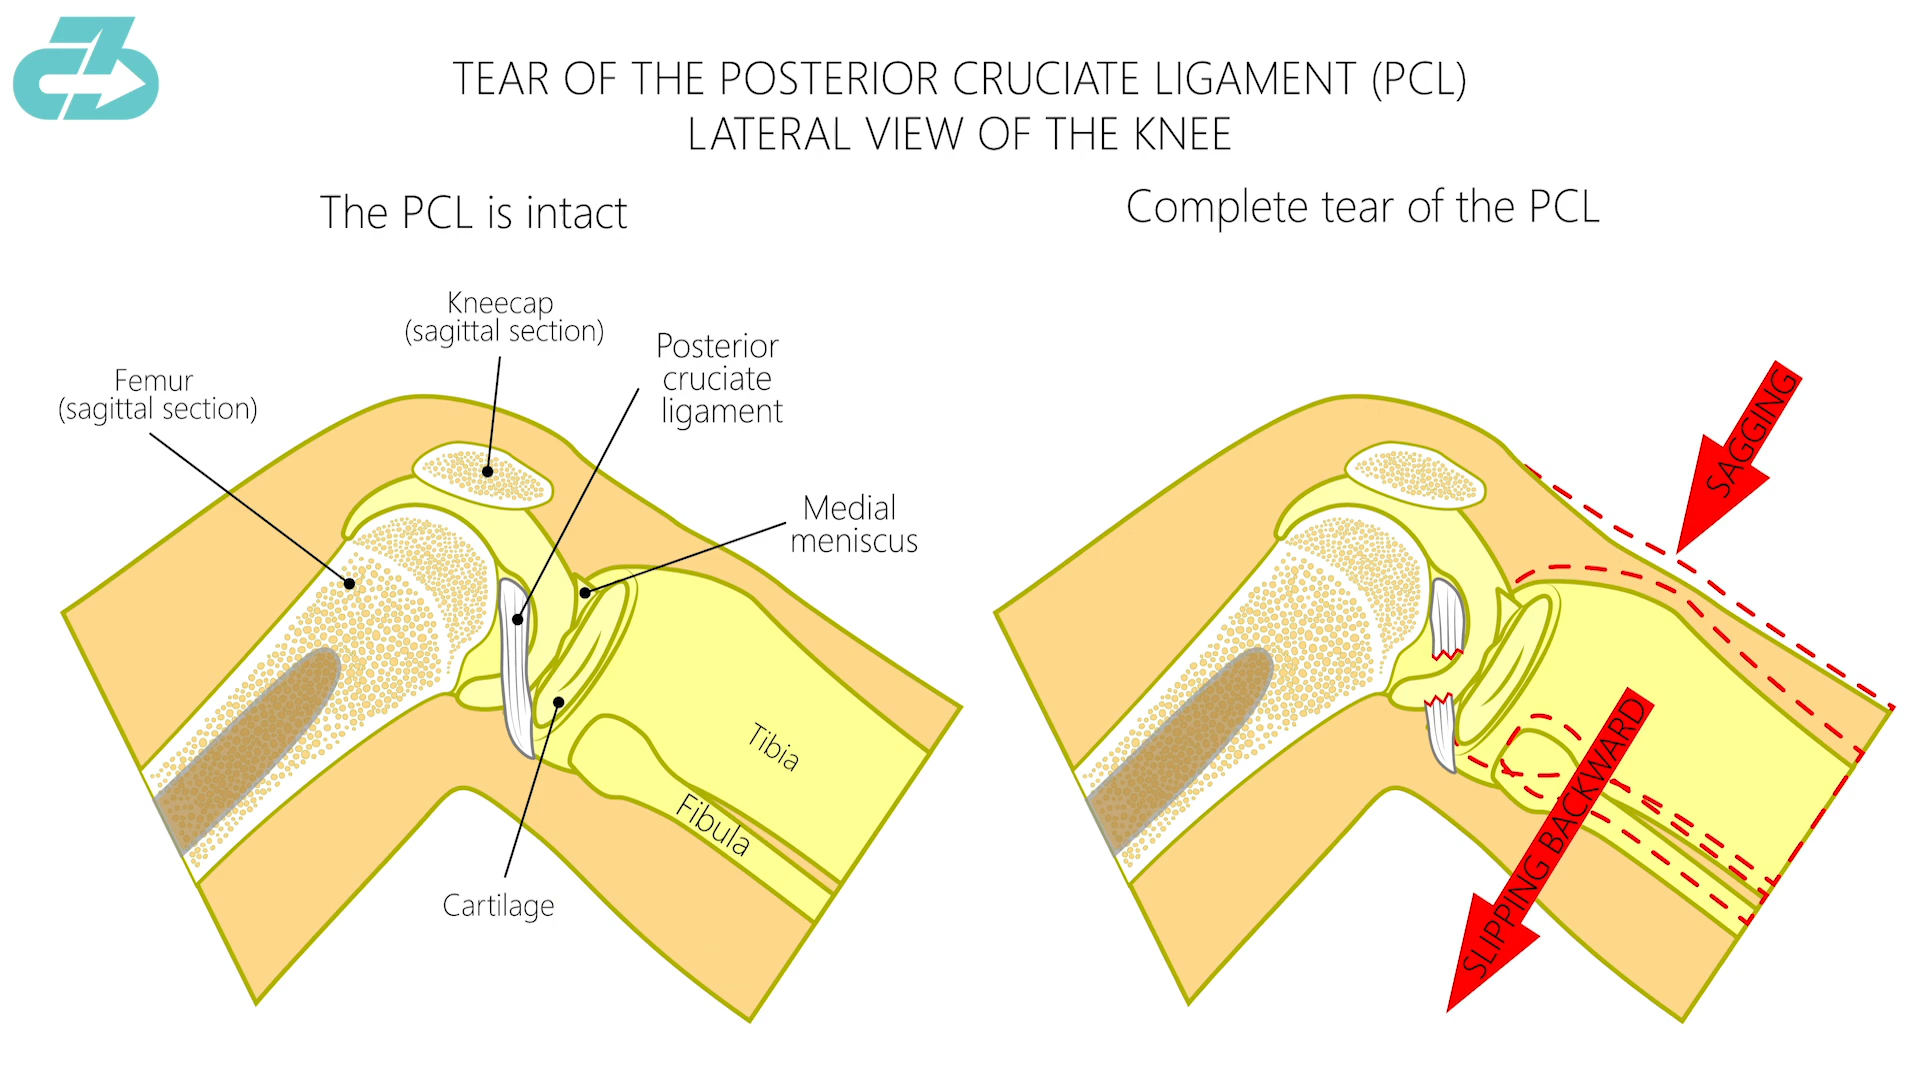 TEAR OF THE POSTERIOR CRUCIATE LIGAMENT (PCL)
LATERAL VIEW OF THE KNEE
The PCL is intact
Complete tear of the PCL
Kneecap
(sagittal section)
Posterior
cruciate
ligament
Femur
(sagittal section)
Medial
meniscus
Tibia
Fibula
Cartilage
SAGGING
SLIPPING BACKWARD